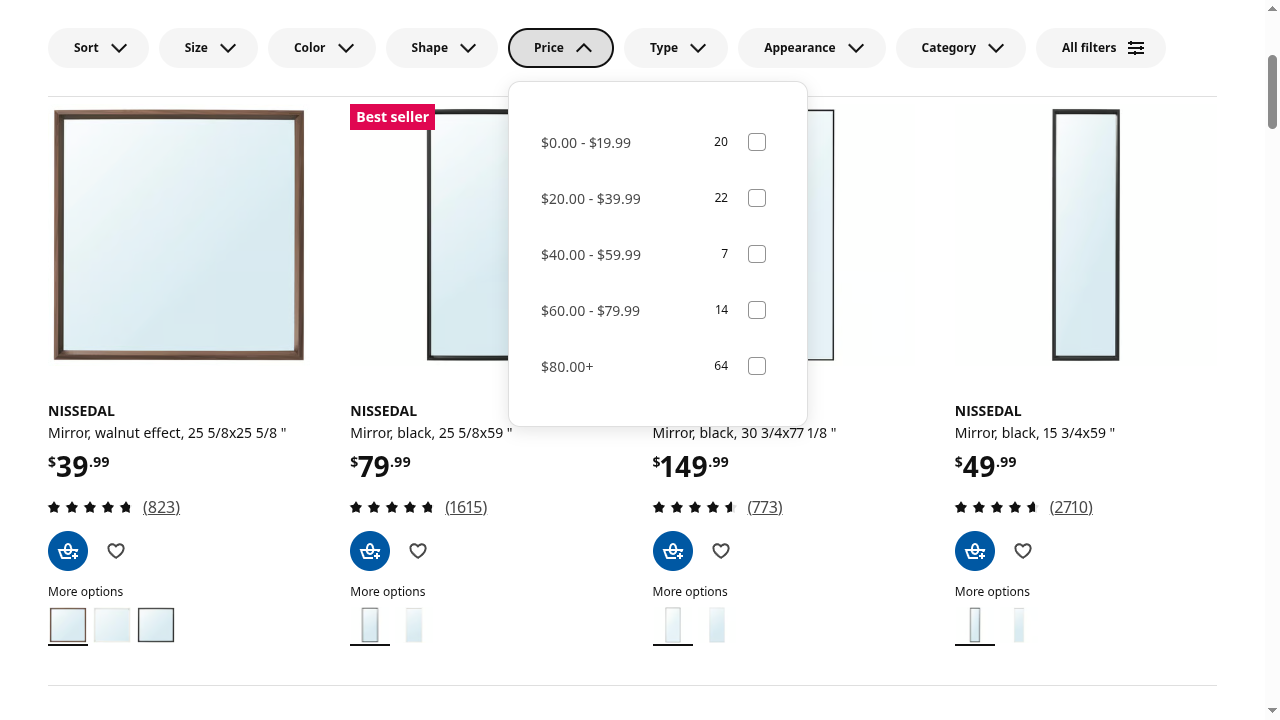 Sort
Size
Color
Shape
Price
Type
Appearance
Category
All filters
Best seller
$0.00 - $19.99 20
$20.00 - $39.99 22
$40.00 - $59.99 7
$60.00 - $79.99 14
$80.00+ 64
NISSEDAL
Mirror, walnut effect, 25 5/8x25 5/8 "
$39.99
(823)
More options
NISSEDAL
Mirror, black, 25 5/8x59 "
$79.99
(1615)
More options
Mirror, black, 30 3/4x77 1/8 "
$149.99
(773)
More options
NISSEDAL
Mirror, black, 15 3/4x59 "
$49.99
(2710)
More options